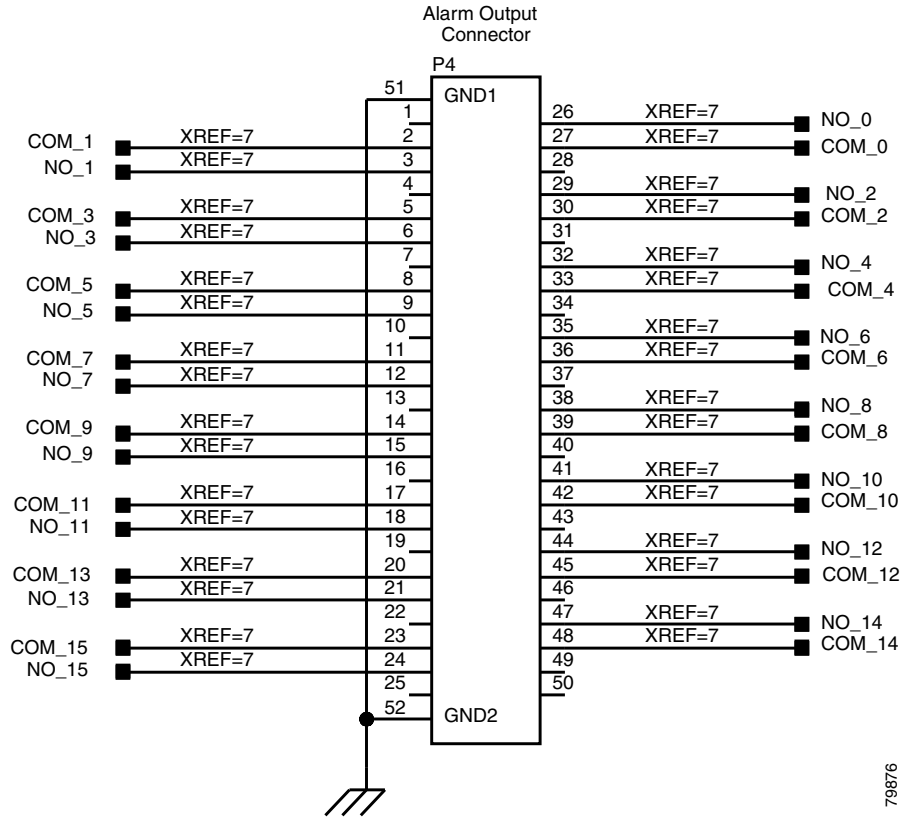 Alarm Output
Connector
P4
51 GND1
1 26 XREF=7 NO_0
COM_1 XREF=7 2 27 XREF=7 COM_0
NO_1 XREF=7 3 28
4 29 XREF=7 NO_2
COM_3 XREF=7 5 30 XREF=7 COM_2
NO_3 XREF=7 6 31
7 32 XREF=7 NO_4
COM_5 XREF=7 8 33 XREF=7 COM_4
NO_5 XREF=7 9 34
10 35 XREF=7 NO_6
COM_7 XREF=7 11 36 XREF=7 COM_6
NO_7 XREF=7 12 37
13 38 XREF=7 NO_8
COM_9 XREF=7 14 39 XREF=7 COM_8
NO_9 XREF=7 15 40
16 41 XREF=7 NO_10
COM_11 XREF=7 17 42 XREF=7 COM_10
NO_11 XREF=7 18 43
19 44 XREF=7 NO_12
COM_13 XREF=7 20 45 XREF=7 COM_12
NO_13 XREF=7 21 46
22 47 XREF=7 NO_14
COM_15 XREF=7 23 48 XREF=7 COM_14
NO_15 XREF=7 24 49
25 50
52 GND2
79876